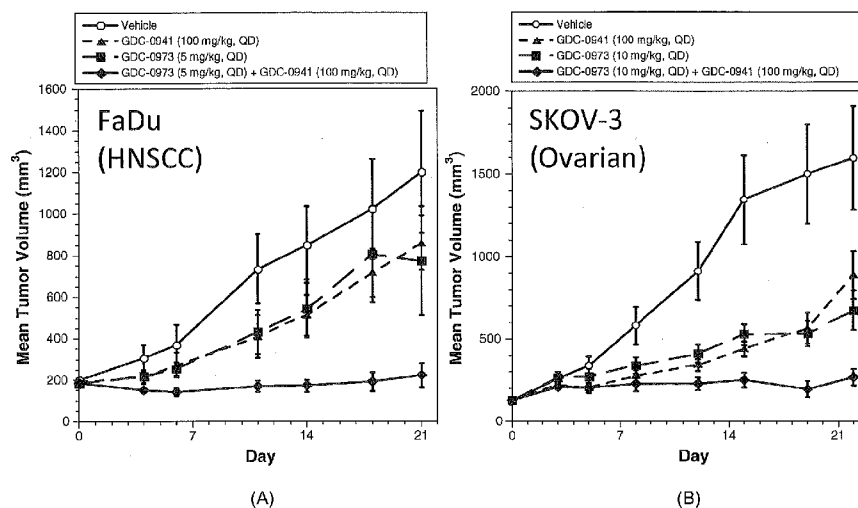 Vehicle
GDC-0941 (100 mg/kg, QD)
GDC-0973 (5 mg/kg, QD)
GDC-0973 (5 mg/kg, QD) + GDC-0941 (100 mg/kg, QD)
1600
1400
1200
1000
800
600
400
200
0
Mean Tumor Volume (mm³)
FaDu
(HNSCC)
0
7
14
21
Day
(A)
Vehicle
GDC-0941 (100 mg/kg, QD)
GDC-0973 (10 mg/kg, QD)
GDC-0973 (10 mg/kg, QD) + GDC-0941 (100 mg/kg, QD)
2000
1500
1000
500
0
Mean Tumor Volume (mm³)
SKOV-3
(Ovarian)
0
7
14
21
Day
(B)